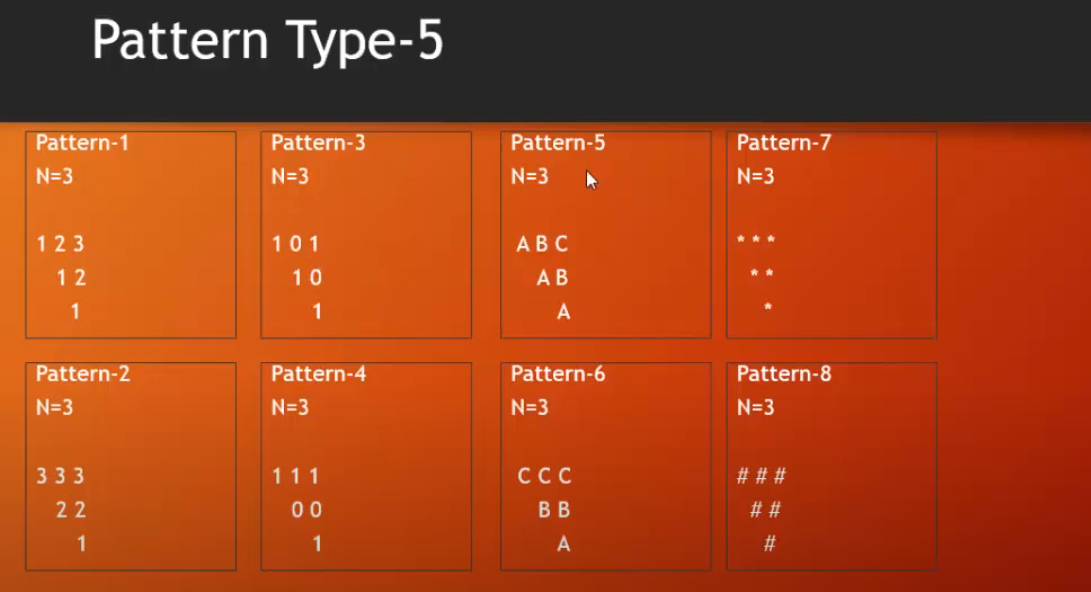 Pattern Type-5
Pattern-1
N=3
1 2 3
1 2
1
Pattern-3
N=3
1 0 1
1 0
1
Pattern-5
N=3
A B C
A B
A
Pattern-7
N=3
* * *
* *
*
Pattern-2
N=3
3 3 3
2 2
1
Pattern-4
N=3
1 1 1
0 0
1
Pattern-6
N=3
C C C
B B
A
Pattern-8
N=3
# # #
# #
#